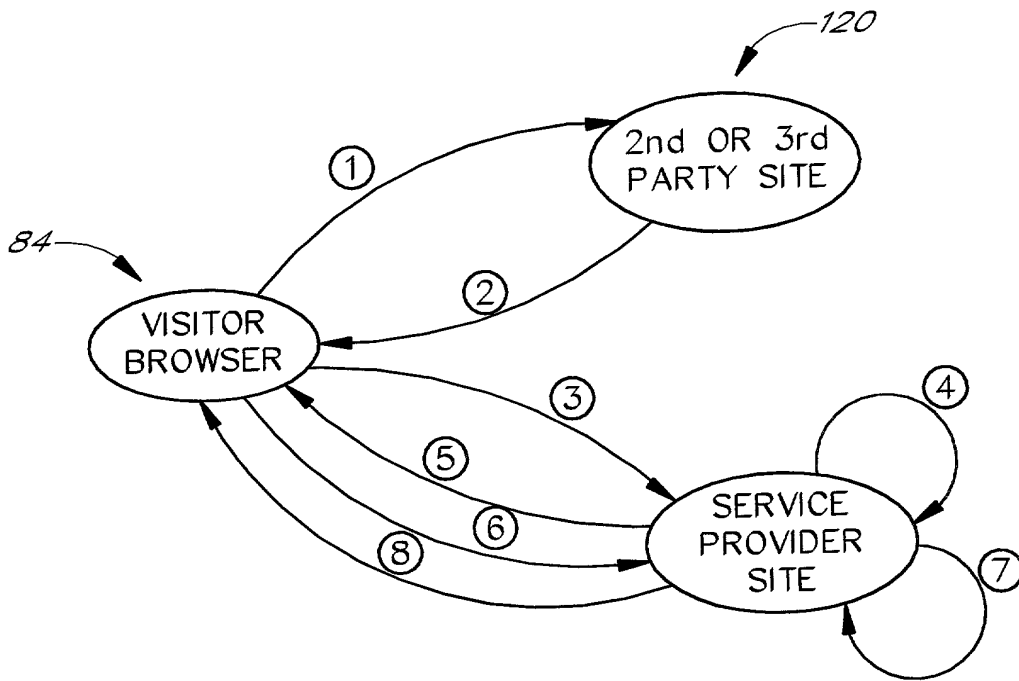 120
2nd OR 3rd
PARTY SITE
1
84
2
VISITOR
BROWSER
3
4
5
SERVICE
PROVIDER
SITE
6
8
7